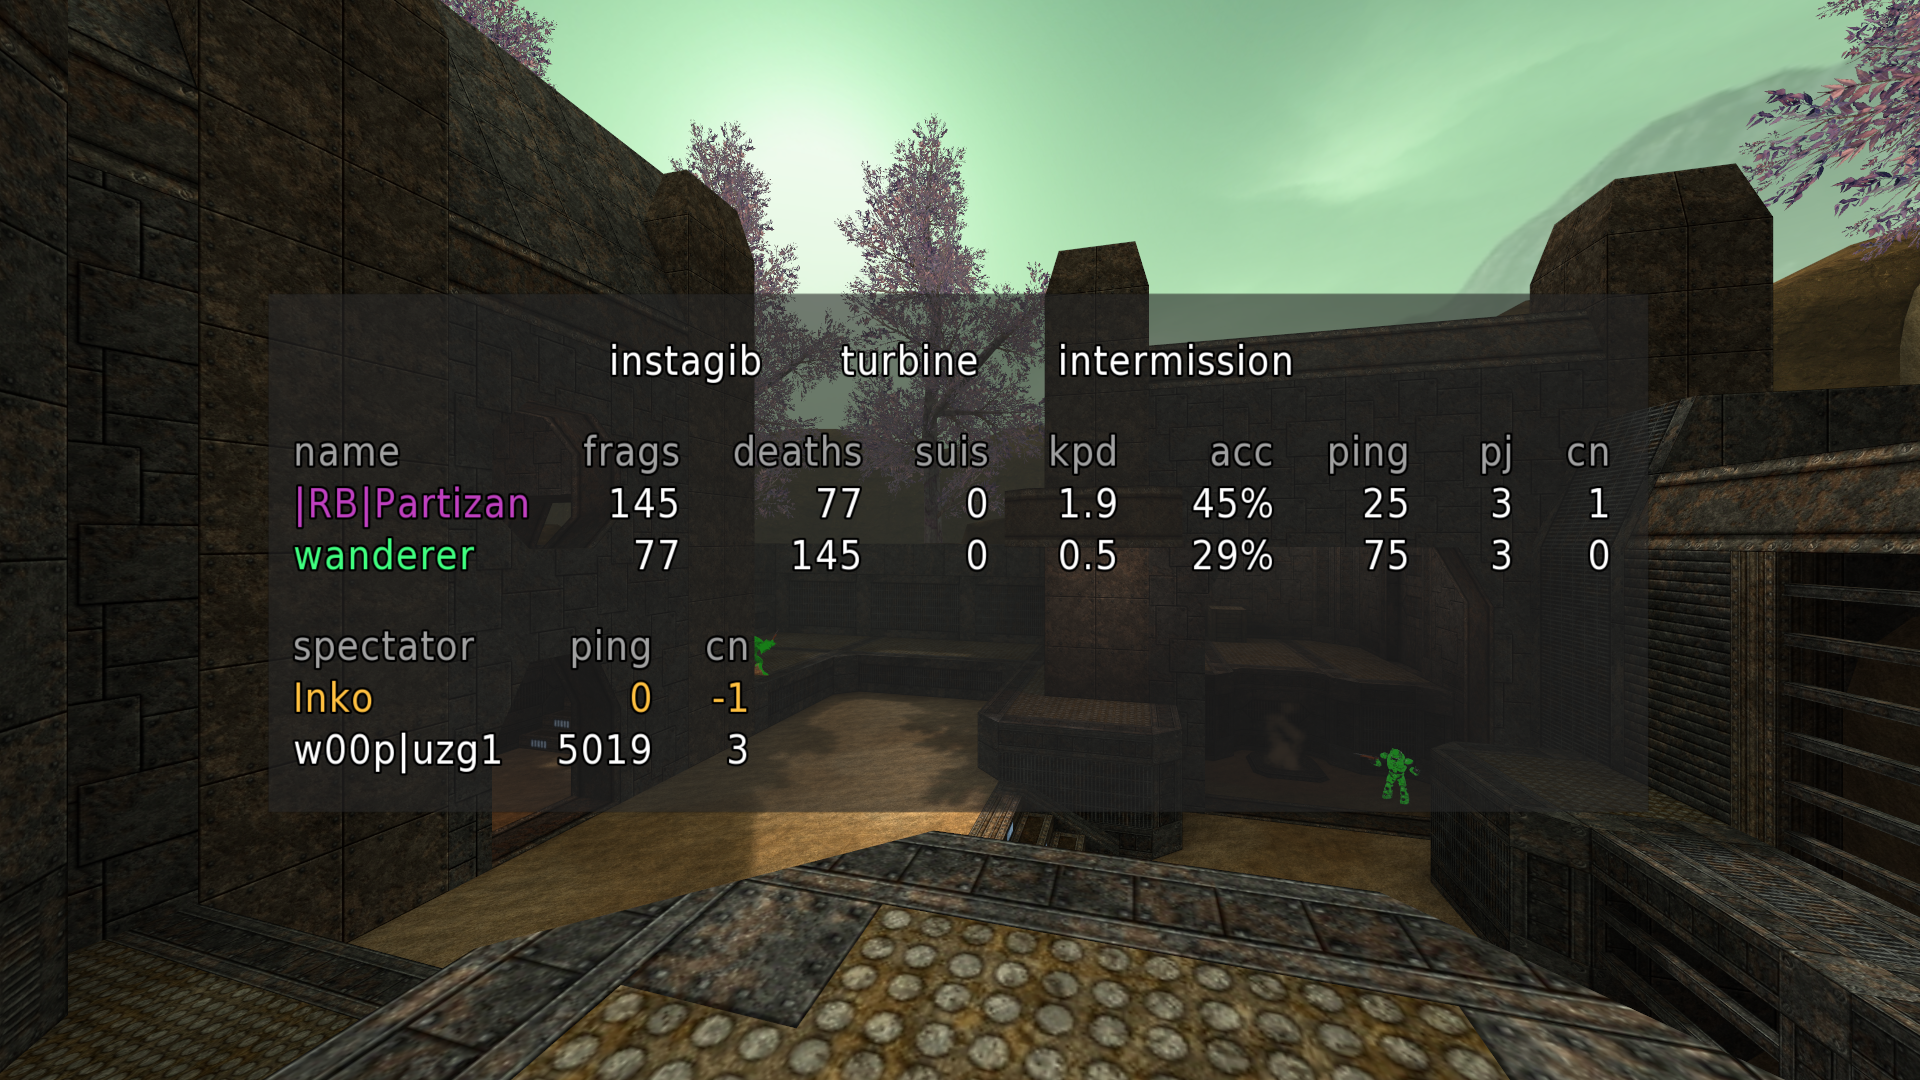 instagib turbine intermission
name frags deaths suis kpd acc ping pj cn
|RB|Partizan 145 77 0 1.9 45% 25 3 1
wanderer 77 145 0 0.5 29% 75 3 0
spectator ping cn
Inko 0 -1
w00p|uzg1 5019 3